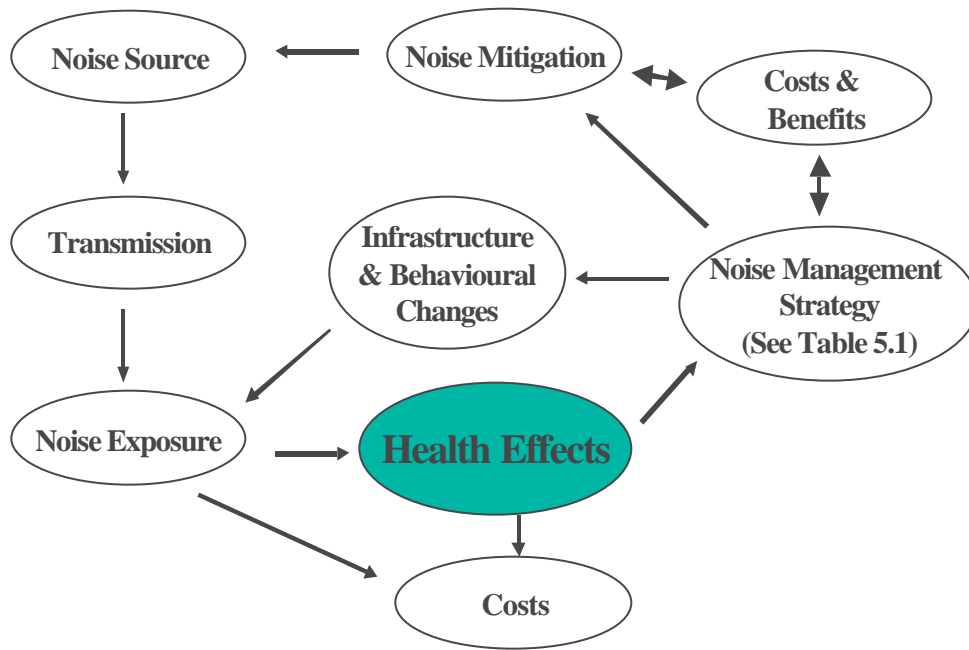 Noise Source
Noise Mitigation
Costs &
Benefits
Transmission
Infrastructure
& Behavioural
Changes
Noise Management
Strategy
(See Table 5.1)
Noise Exposure
Health Effects
Costs